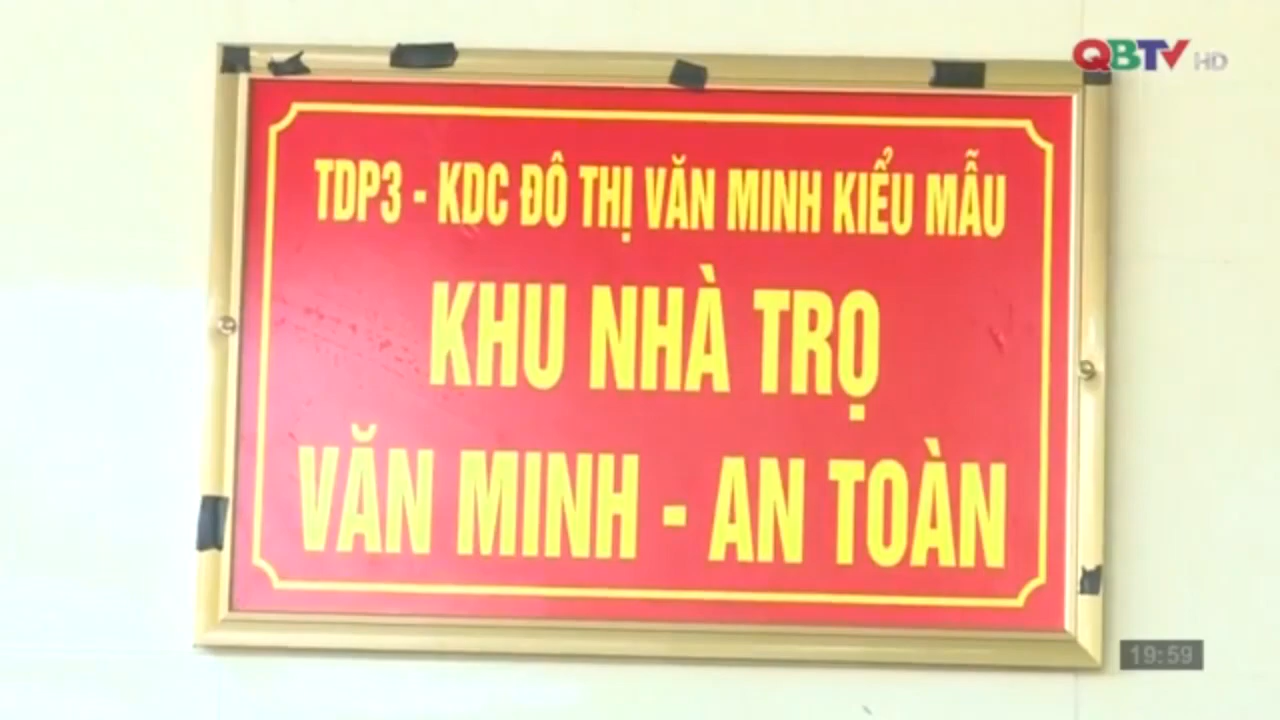 QBTV HD
TDP3 - KDC ĐÔ THỊ VĂN MINH KIỂU MẪU
KHU NHÀ TRỌ
VĂN MINH - AN TOÀN
19:59